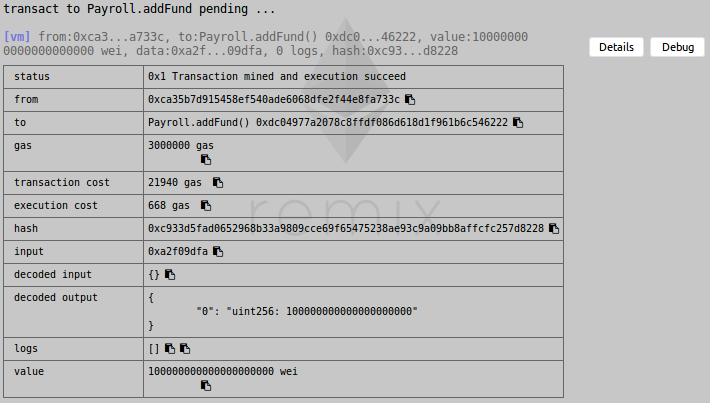 transact to Payroll.addFund pending ...
[vm] from:0xca3...a733c, to:Payroll.addFund() 0xdc0...46222, value:10000000
0000000000000 wei, data:0xa2f...09dfa, 0 logs, hash:0xc93...d8228
Details
Debug
status 0x1 Transaction mined and execution succeed
from 0xca35b7d915458ef540ade6068dfe2f44e8fa733c
to Payroll.addFund() 0xdc04977a2078c8ffdf086d618d1f961b6c546222
gas 3000000 gas
transaction cost 21940 gas
execution cost 668 gas
remix
hash 0xc933d5fad0652968b33a9809cce69f65475238ae93c9a09bb8affcfc257d8228
input 0xa2f09dfa
decoded input {}
decoded output {
"0": "uint256: 100000000000000000000"
}
logs []
value 100000000000000000000 wei